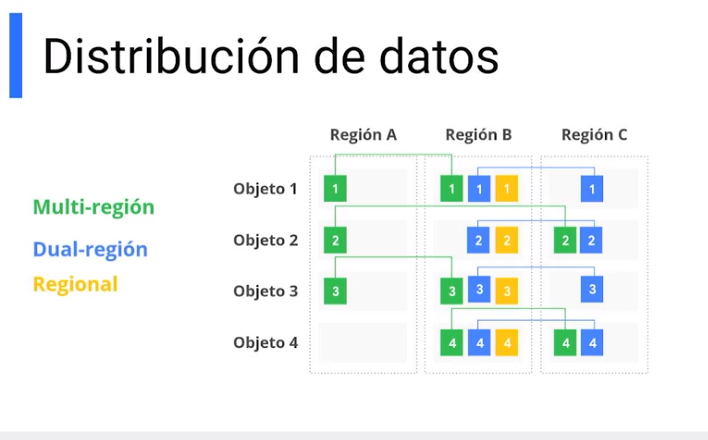 Distribución de datos
Región A Región B Región C
Multi-región
Dual-región
Regional
Objeto 1 1 1 1 1 1
Objeto 2 2 2 2 2 2
Objeto 3 3 3 3 3 3
Objeto 4 4 4 4 4 4